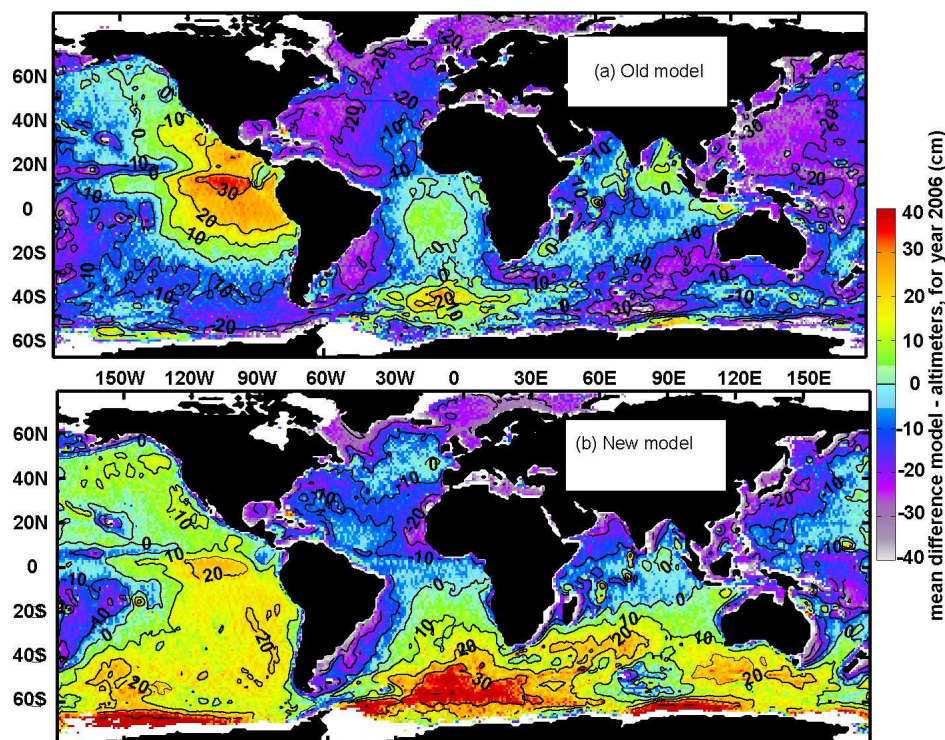 (a) Old model
60N
40N
20N
0
20S
40S
60S
150W 120W 90W 60W 30W 0 30E 60E 90E 120E 150E
(b) New model
60N
40N
20N
0
20S
40S
60S
40
30
20
10
0
-10
-20
-30
-40
mean difference model - altimeters, for year 2006 (cm)